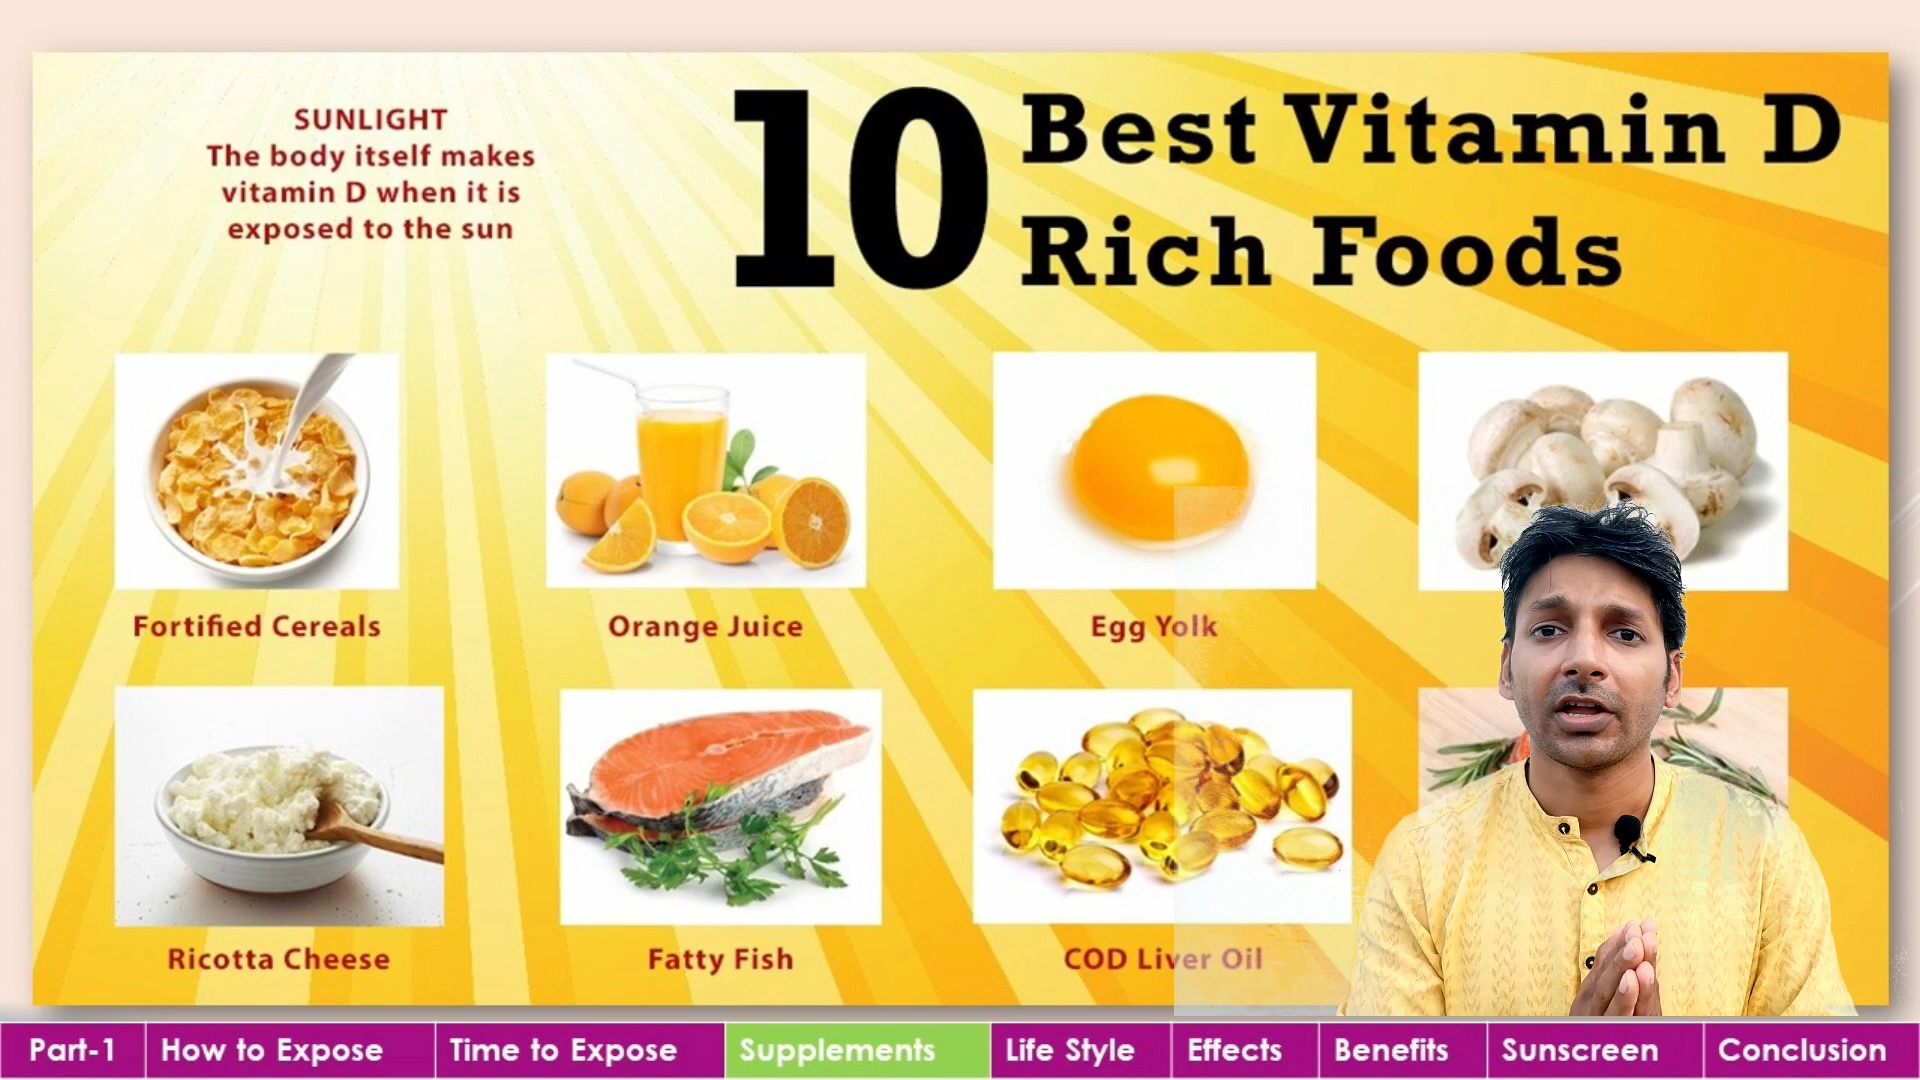 SUNLIGHT
The body itself makes
vitamin D when it is
exposed to the sun
10 Best Vitamin D
Rich Foods
Fortified Cereals
Orange Juice
Egg Yolk
Ricotta Cheese
Fatty Fish
COD Liver Oil
Part-1
How to Expose
Time to Expose
Supplements
Life Style
Effects
Benefits
Sunscreen
Conclusion